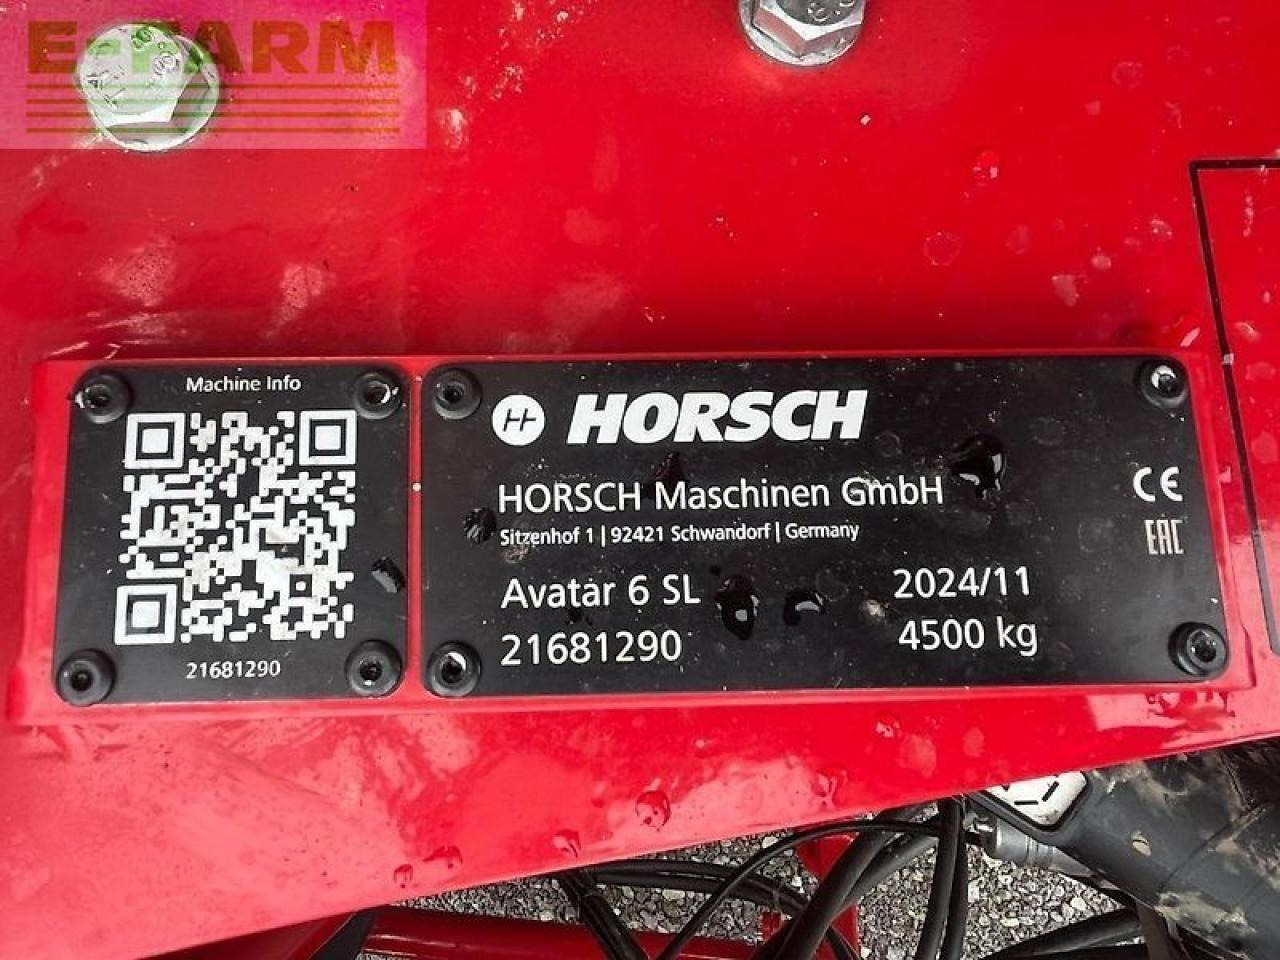 E-FARM
Machine Info
21681290
HORSCH
HORSCH Maschinen GmbH
Sitzenhof 1 | 92421 Schwandorf | Germany
Avatar 6 SL 2024/11
21681290 4500 kg
CE
EAC